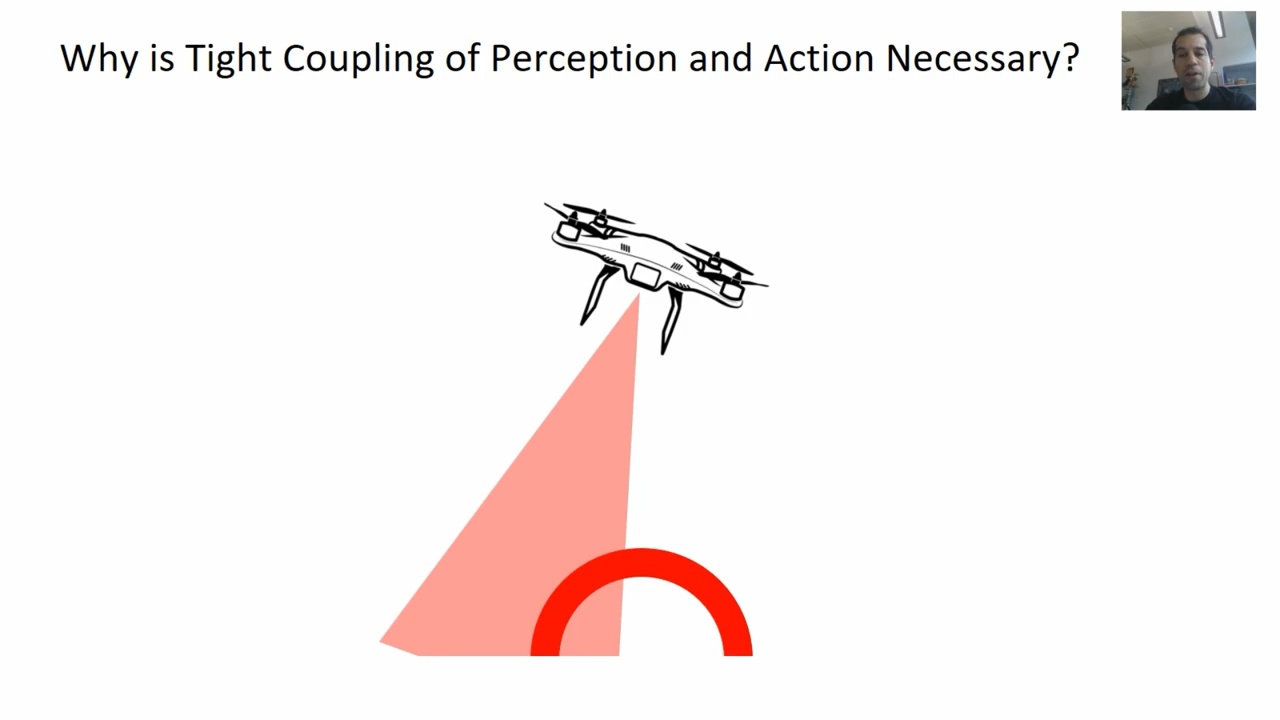 Why is Tight Coupling of Perception and Action Necessary?